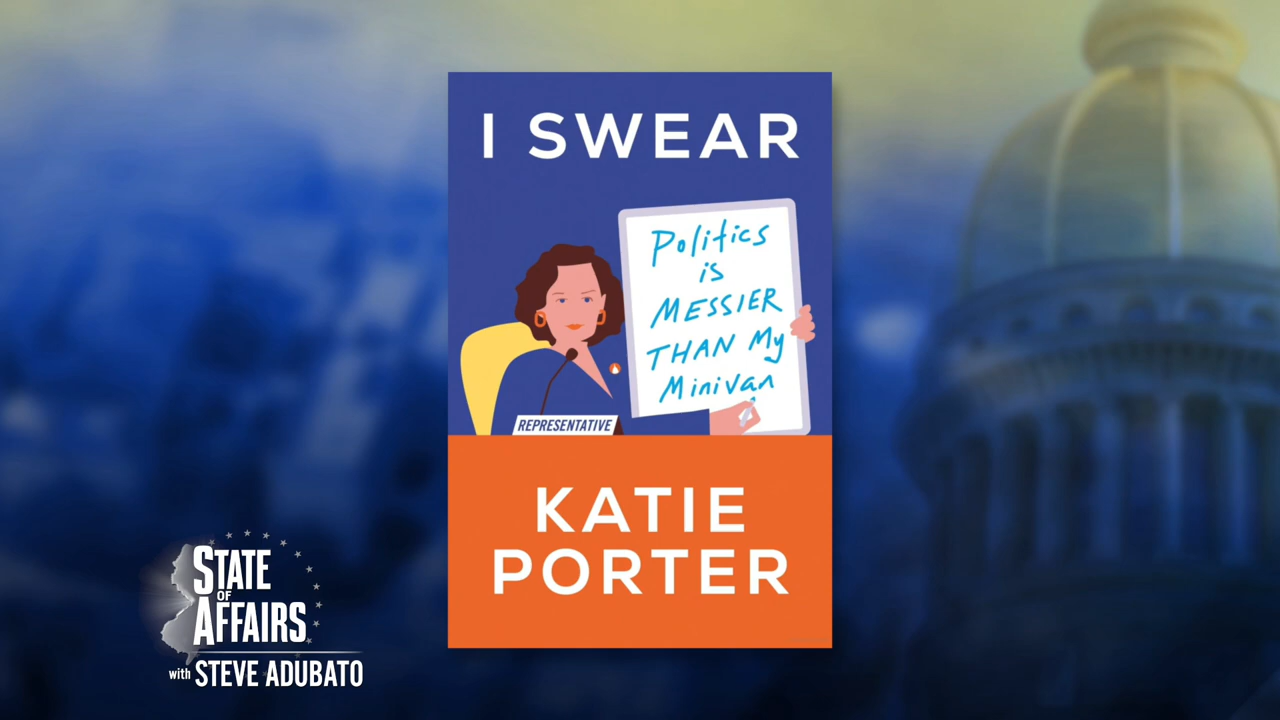 I SWEAR
Politics
is
MESSIER
THAN My
Minivan
REPRESENTATIVE
KATIE
PORTER
STATE
OF
AFFAIRS
with STEVE ADUBATO